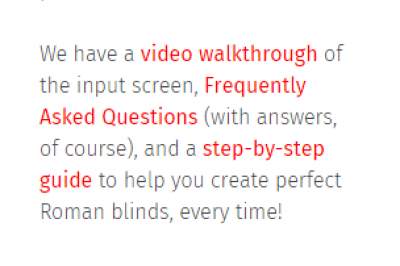 We have a video walkthrough of
the input screen, Frequently
Asked Questions (with answers,
of course), and a step-by-step
guide to help you create perfect
Roman blinds, every time!